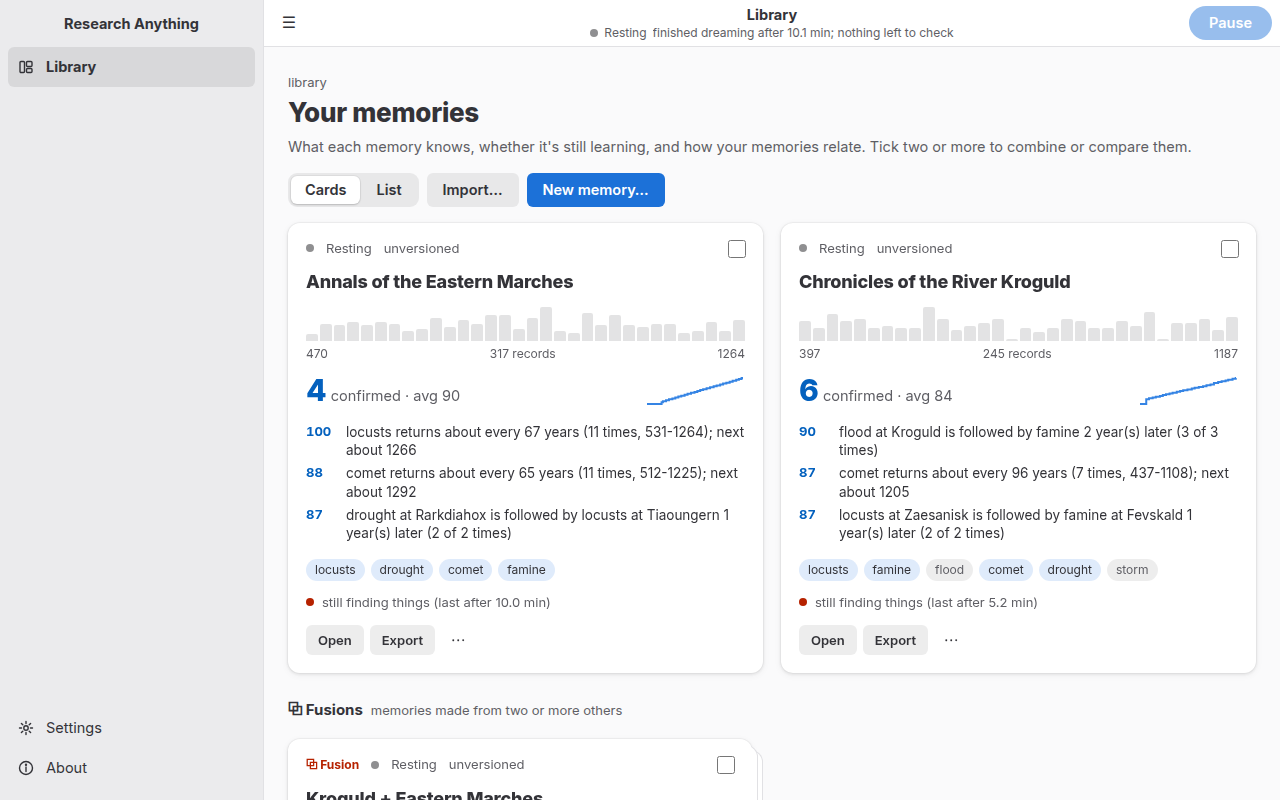 Research Anything
Library
Settings
About
☰
Library
Resting finished dreaming after 10.1 min; nothing left to check
Pause
library
Your memories
What each memory knows, whether it's still learning, and how your memories relate. Tick two or more to combine or compare them.
Cards List Import... New memory...
Resting unversioned
Annals of the Eastern Marches
470 317 records 1264
4 confirmed · avg 90
100 locusts returns about every 67 years (11 times, 531-1264); next
about 1266
88 comet returns about every 65 years (11 times, 512-1225); next
about 1292
87 drought at Rarkdiahox is followed by locusts at Tiaoungern 1
year(s) later (2 of 2 times)
locusts drought comet famine
still finding things (last after 10.0 min)
Open Export ...
Resting unversioned
Chronicles of the River Kroguld
397 245 records 1187
6 confirmed · avg 84
90 flood at Kroguld is followed by famine 2 year(s) later (3 of 3
times)
87 comet returns about every 96 years (7 times, 437-1108); next
about 1205
87 locusts at Zaesanisk is followed by famine at Fevskald 1
year(s) later (2 of 2 times)
locusts famine flood comet drought storm
still finding things (last after 5.2 min)
Open Export ...
Fusions memories made from two or more others
Fusion Resting unversioned
Kroguld + Eastern Marches